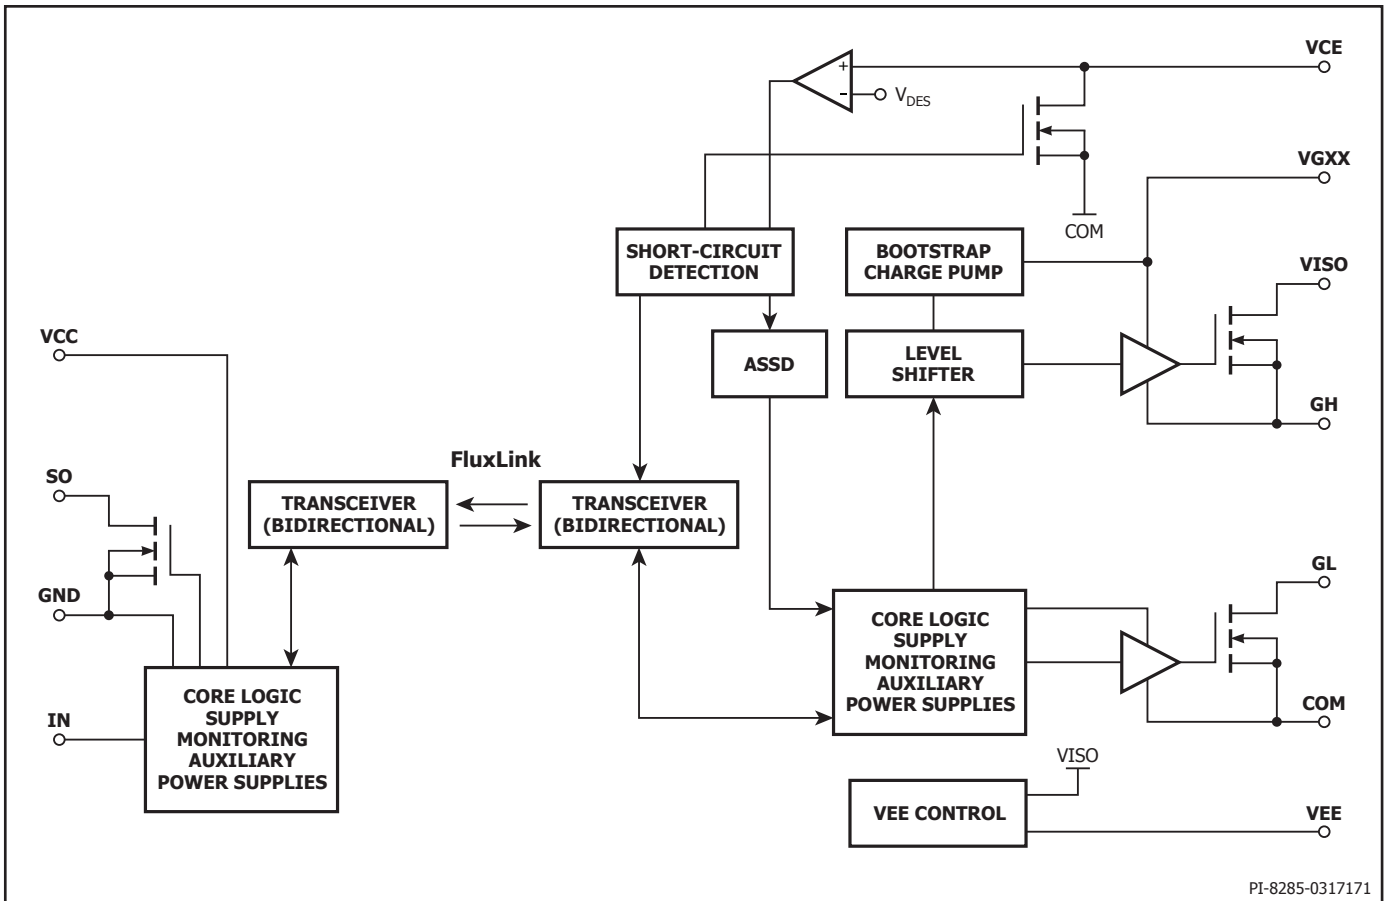 VCE
+
-
V_DES
VGXX
COM
SHORT-CIRCUIT
DETECTION
BOOTSTRAP
CHARGE PUMP
VISO
VCC
ASSD
LEVEL
SHIFTER
GH
FluxLink
SO
TRANSCEIVER
(BIDIRECTIONAL)
TRANSCEIVER
(BIDIRECTIONAL)
GND
GL
CORE LOGIC
SUPPLY
MONITORING
AUXILIARY
POWER SUPPLIES
CORE LOGIC
SUPPLY
MONITORING
AUXILIARY
POWER SUPPLIES
IN
COM
VISO
VEE CONTROL
VEE
PI-8285-0317171